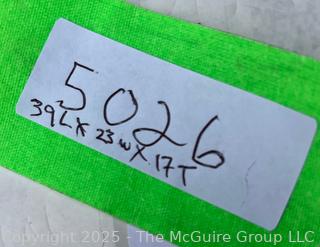 5026
39L x 23w x 17T
Copyright 2025 - The McGuire Group LLC